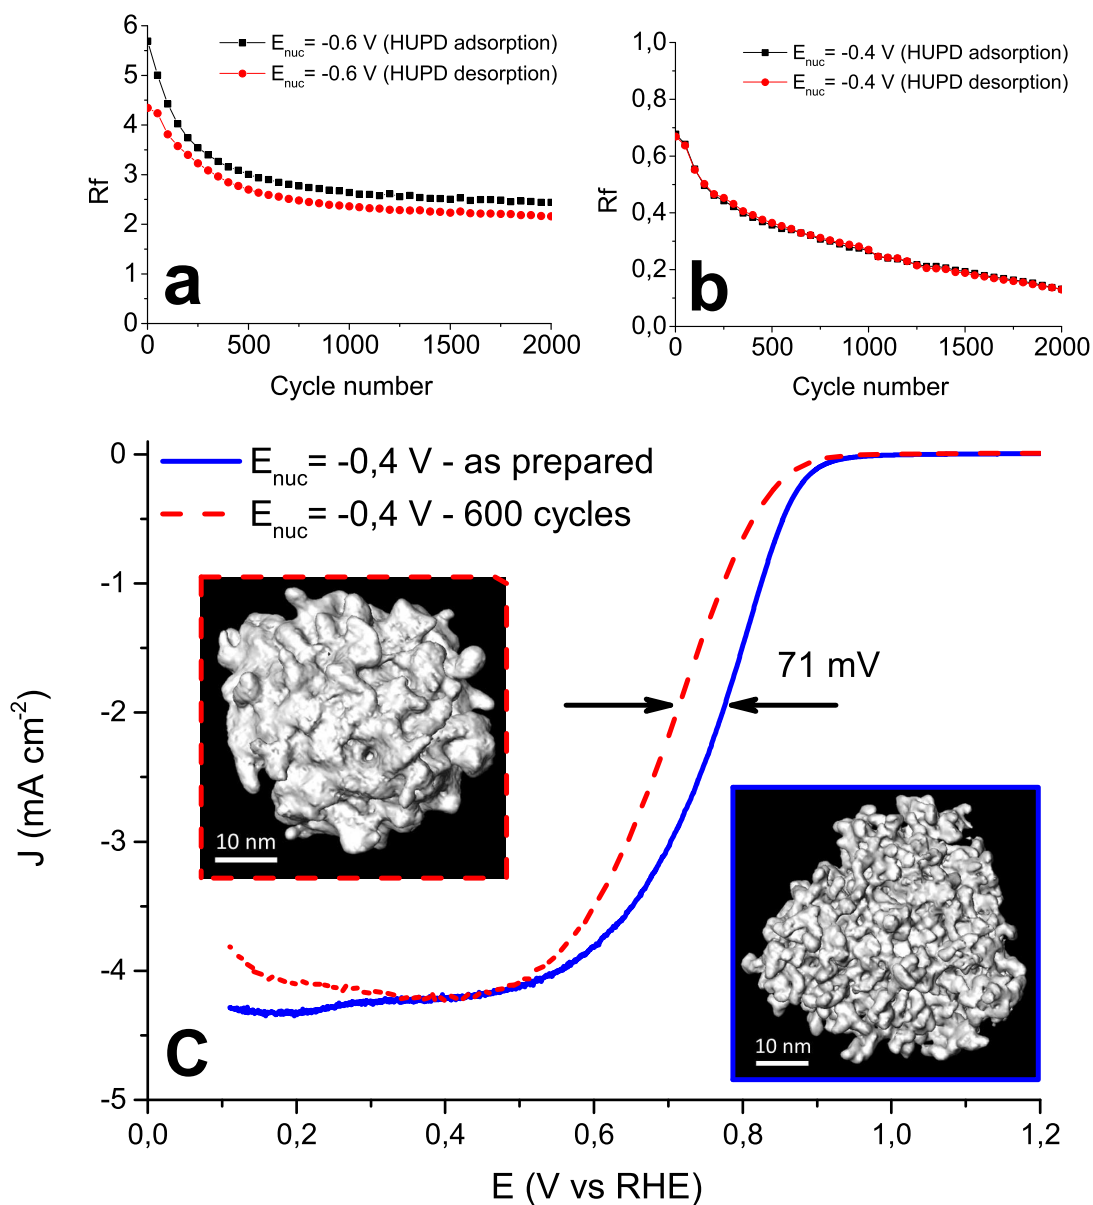 E_nuc= -0.6 V (HUPD adsorption)
E_nuc= -0.6 V (HUPD desorption)
6
5
4
3
2
1
0
Rf
a
0 500 1000 1500 2000
Cycle number
E_nuc= -0.4 V (HUPD adsorption)
E_nuc= -0.4 V (HUPD desorption)
1,0
0,8
0,6
0,4
0,2
0,0
Rf
b
0 500 1000 1500 2000
Cycle number
E_nuc= -0,4 V - as prepared
E_nuc= -0,4 V - 600 cycles
0
-1
-2
-3
-4
-5
J (mA cm⁻²)
71 mV
10 nm
10 nm
C
0,0 0,2 0,4 0,6 0,8 1,0 1,2
E (V vs RHE)